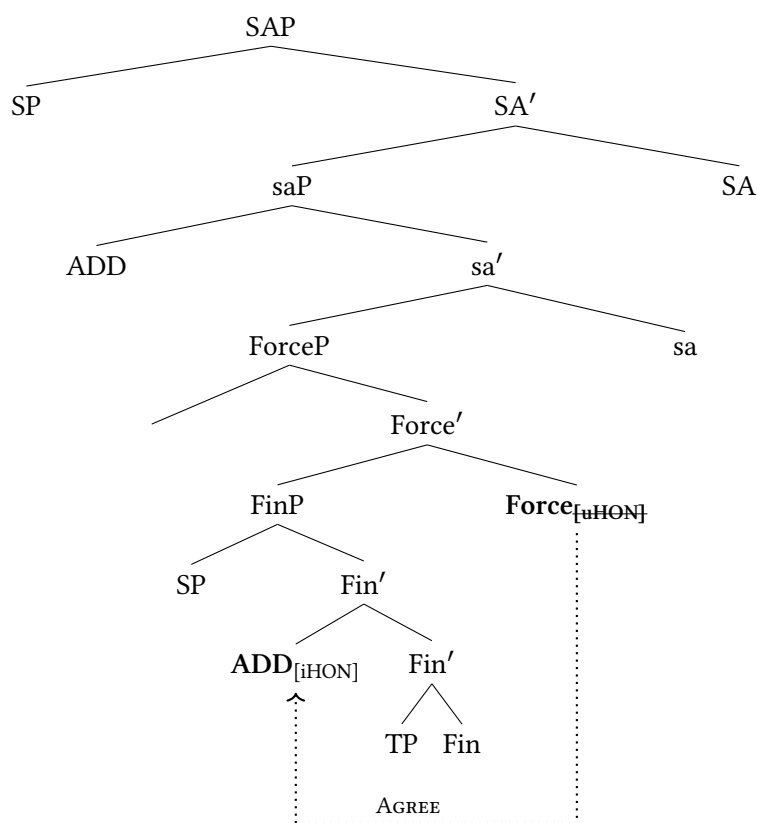 SAP
SP SA′
saP SA
ADD sa′
ForceP sa
Force′
FinP Force[uHON]
SP Fin′
ADD[iHON] Fin′
TP Fin
AGREE